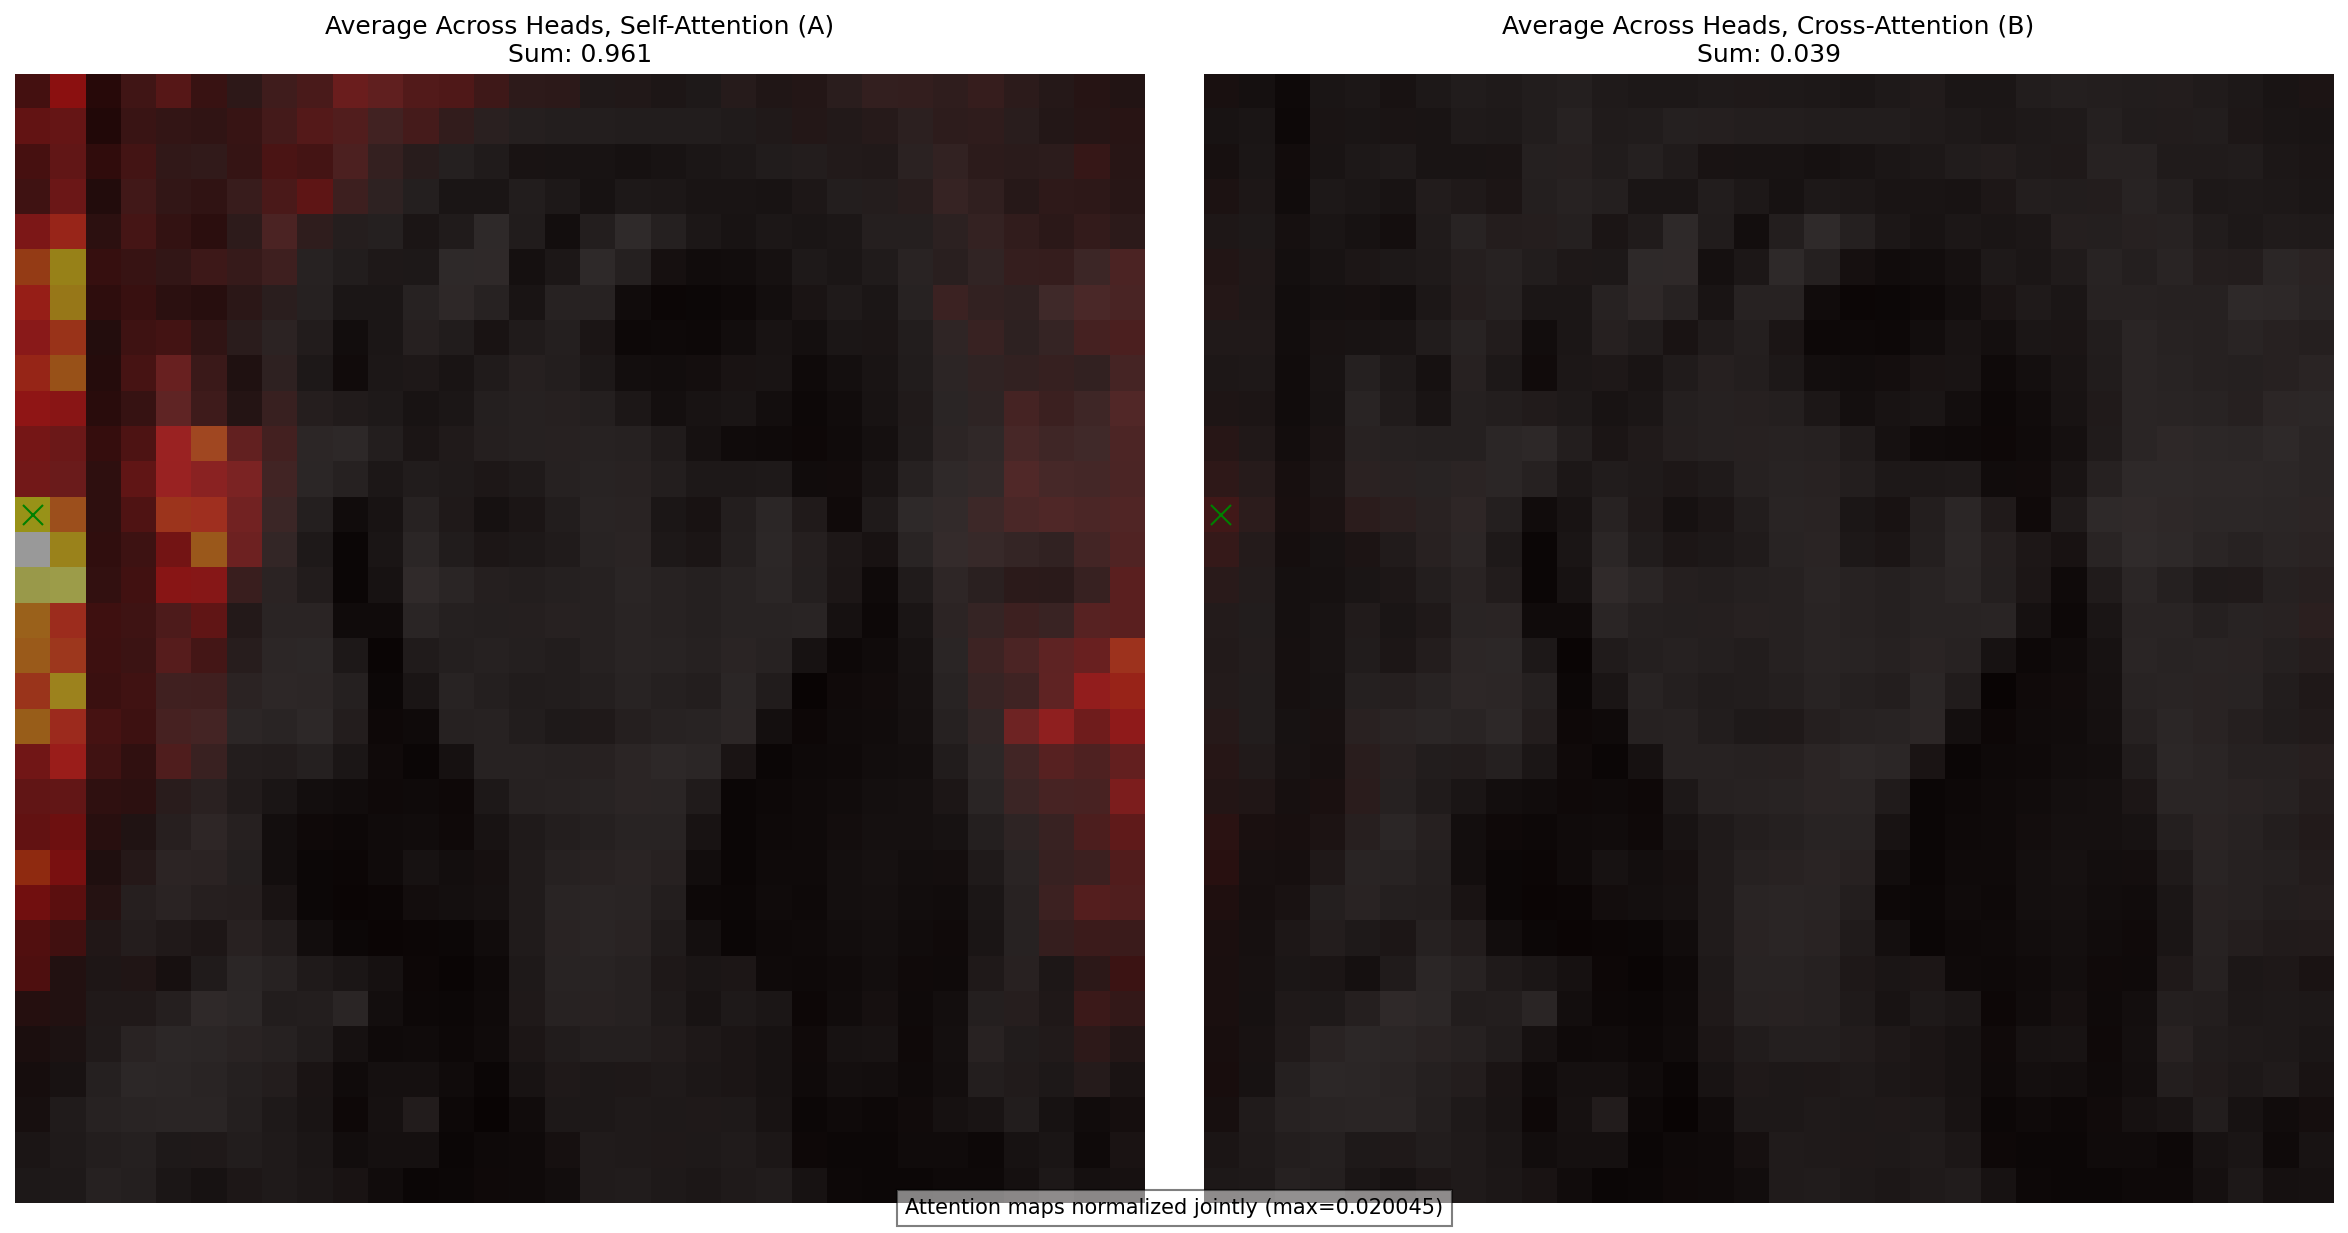 Average Across Heads, Self-Attention (A)
Sum: 0.961
Average Across Heads, Cross-Attention (B)
Sum: 0.039
Attention maps normalized jointly (max=0.020045)